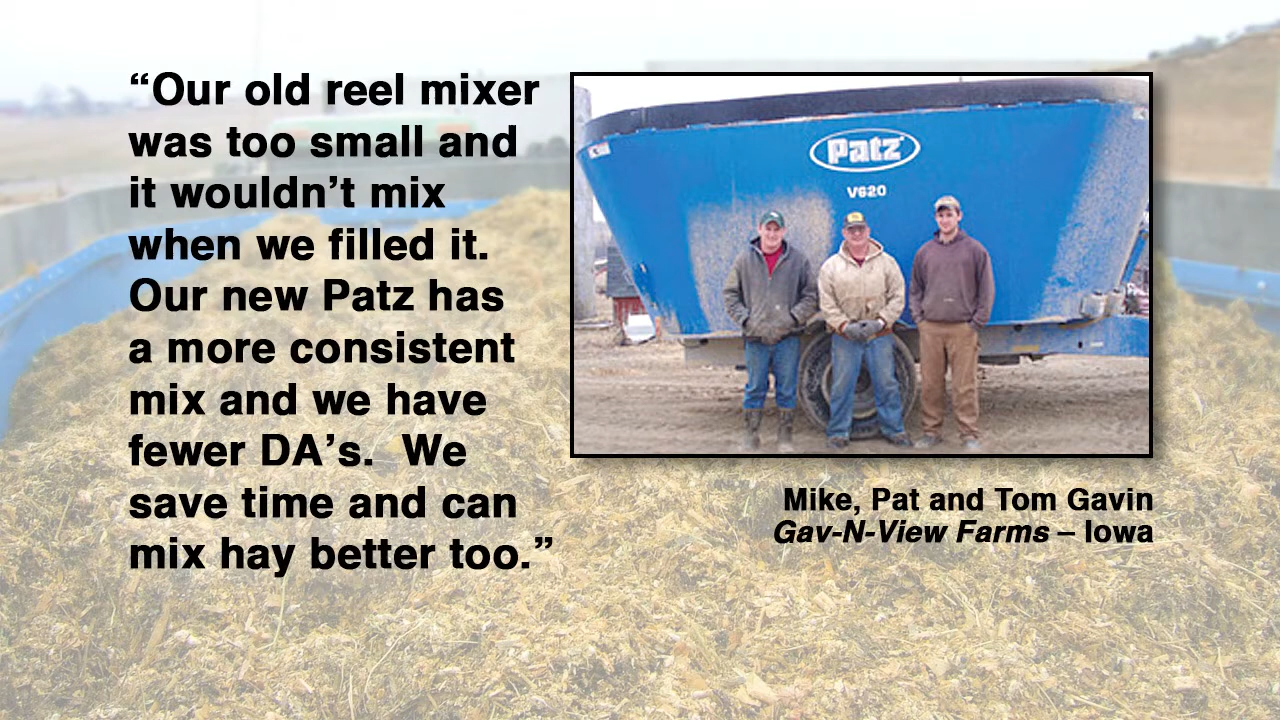 “Our old reel mixer
was too small and
it wouldn’t mix
when we filled it.
Our new Patz has
a more consistent
mix and we have
fewer DA’s.  We
save time and can
mix hay better too.”
Patz
V620
Mike, Pat and Tom Gavin
Gav-N-View Farms – Iowa